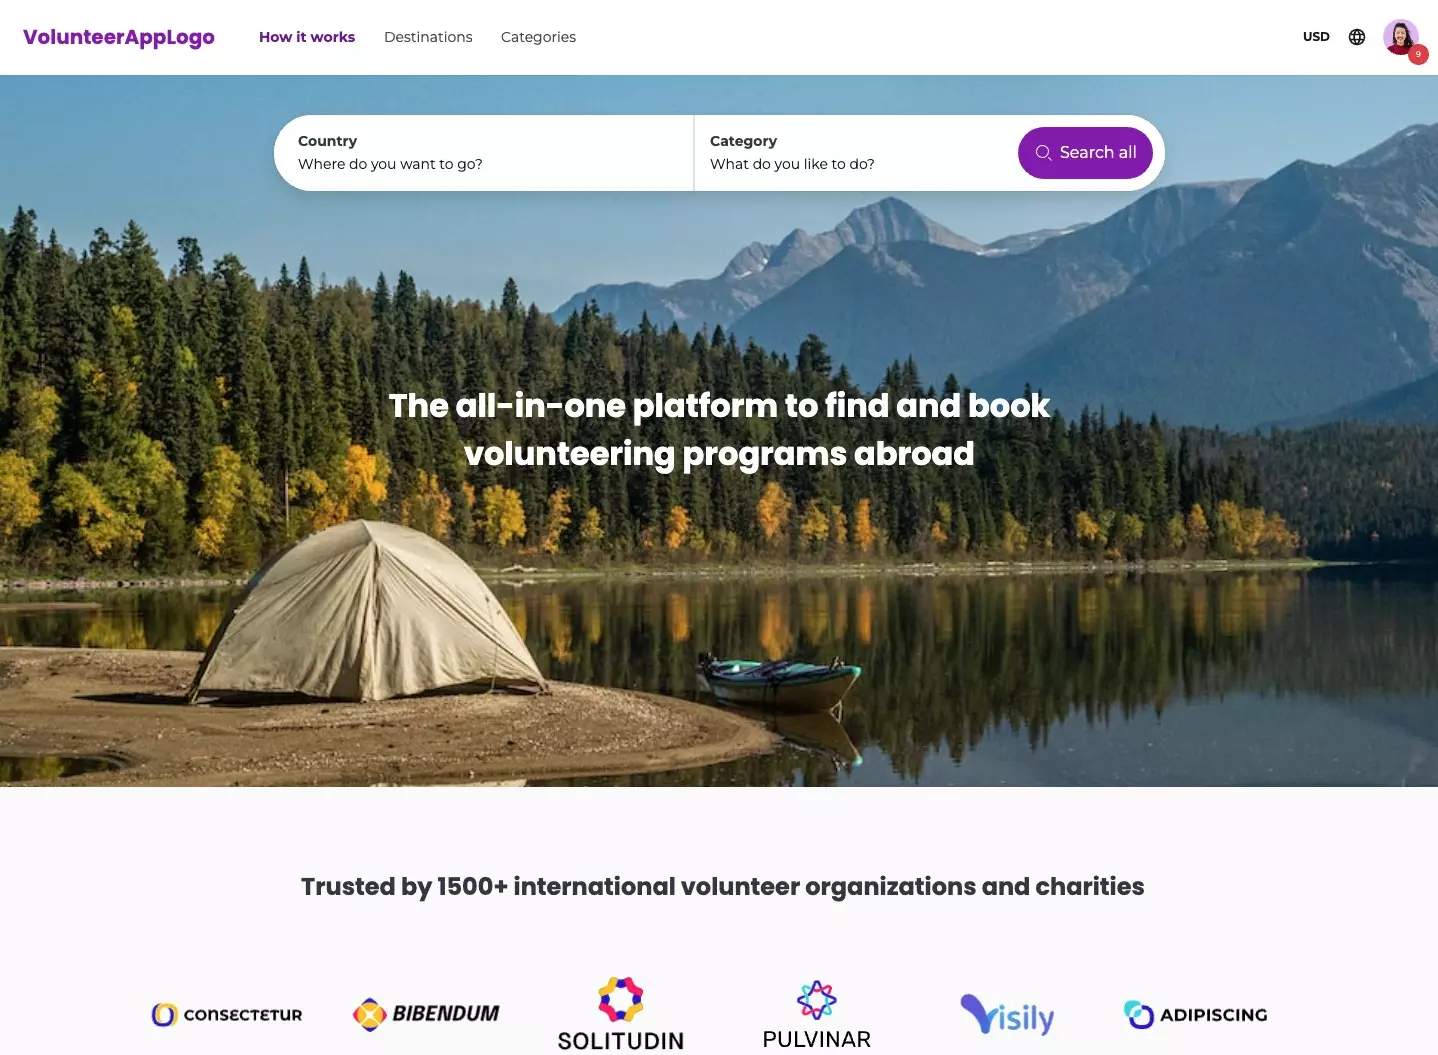 VolunteerAppLogo
How it works
Destinations
Categories
USD
9
Country
Where do you want to go?
Category
What do you like to do?
Search all
The all-in-one platform to find and book
volunteering programs abroad
Trusted by 1500+ international volunteer organizations and charities
CONSECTETUR
BIBENDUM
SOLITUDIN
PULVINAR
Visily
ADIPISCING